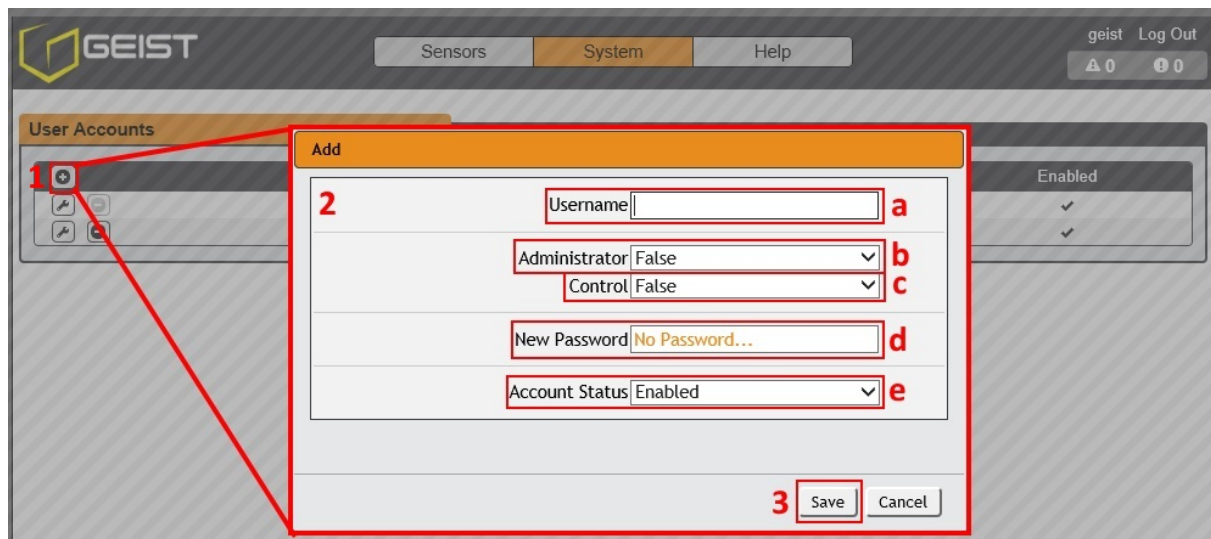 GEIST
Sensors System Help
geist Log Out
0 0
User Accounts
1
Add
Enabled
2
Username a
Administrator False b
Control False c
New Password No Password... d
Account Status Enabled e
3 Save Cancel